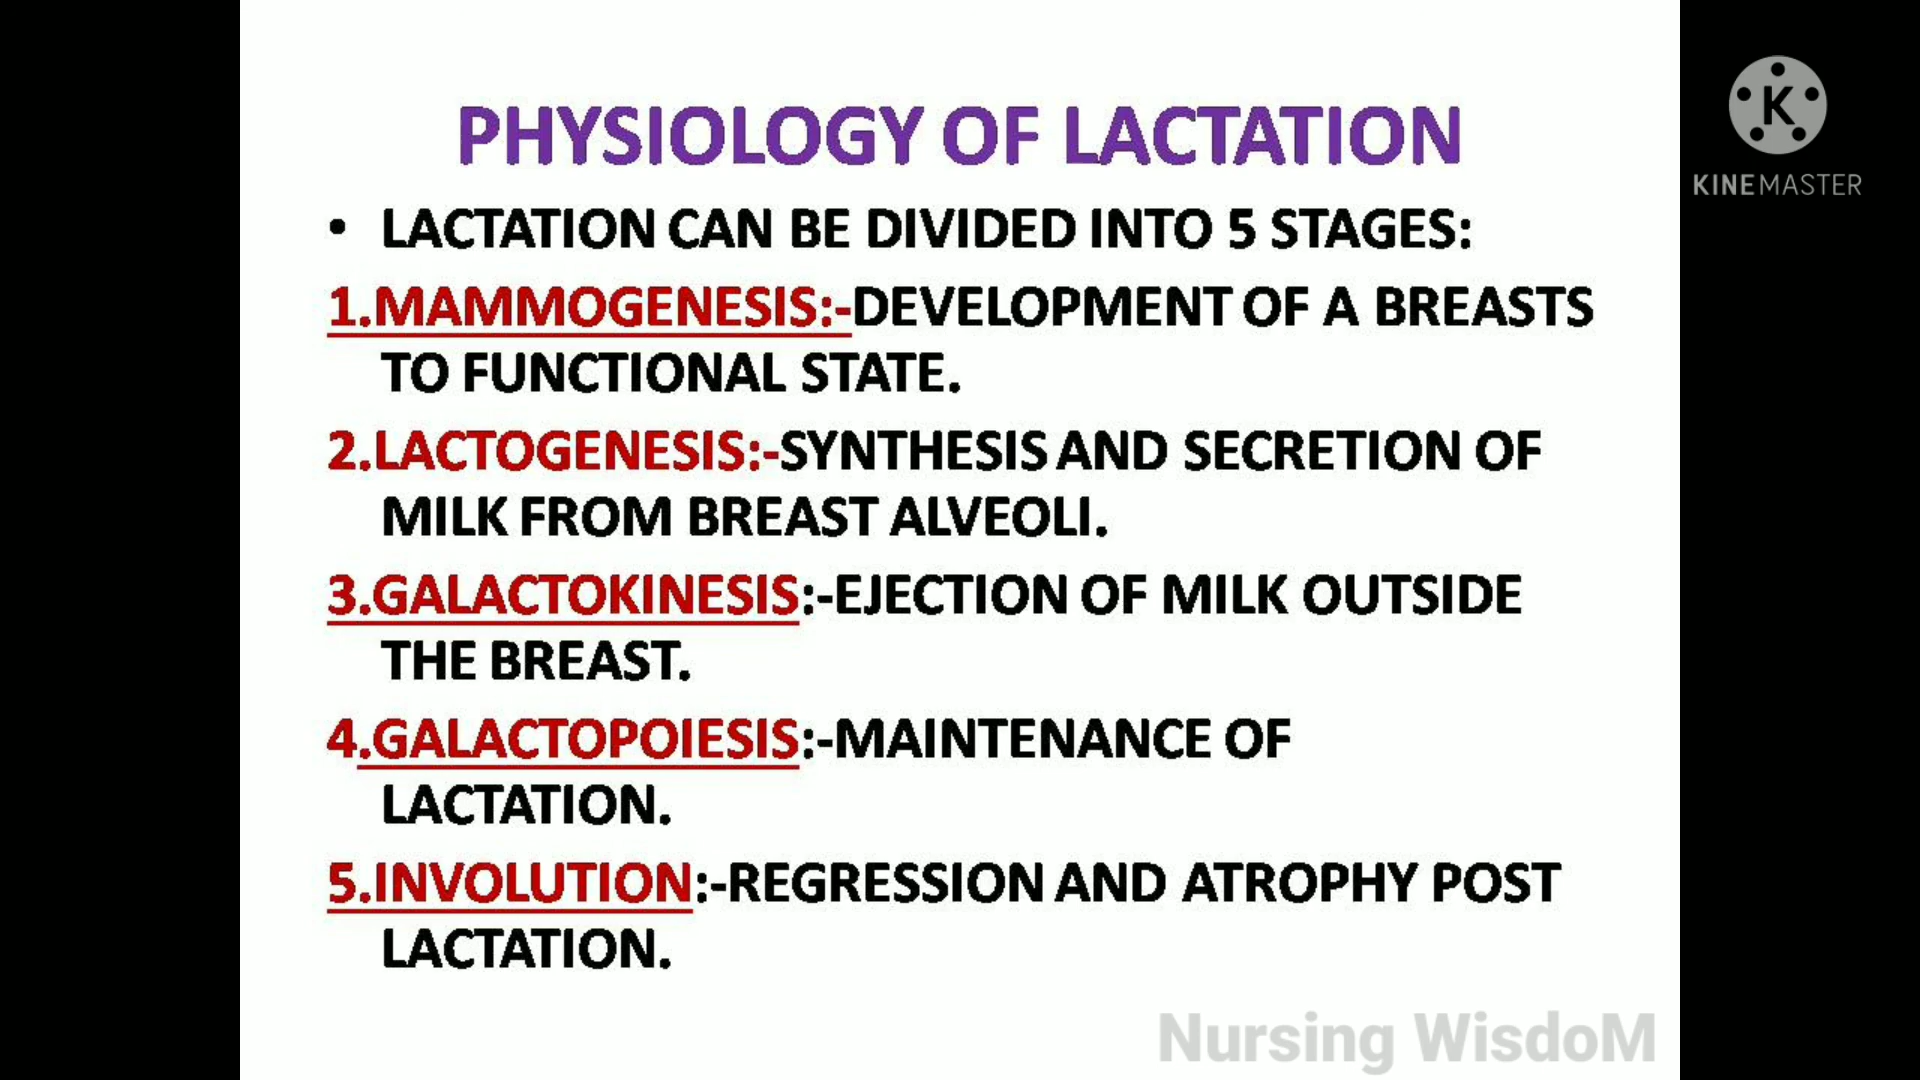 PHYSIOLOGY OF LACTATION
• LACTATION CAN BE DIVIDED INTO 5 STAGES:
1.MAMMOGENESIS:-DEVELOPMENT OF A BREASTS
TO FUNCTIONAL STATE.
2.LACTOGENESIS:-SYNTHESIS AND SECRETION OF
MILK FROM BREAST ALVEOLI.
3.GALACTOKINESIS:-EJECTION OF MILK OUTSIDE
THE BREAST.
4.GALACTOPOIESIS:-MAINTENANCE OF
LACTATION.
5.INVOLUTION:-REGRESSION AND ATROPHY POST
LACTATION.
Nursing WisdoM
K
KINEMASTER